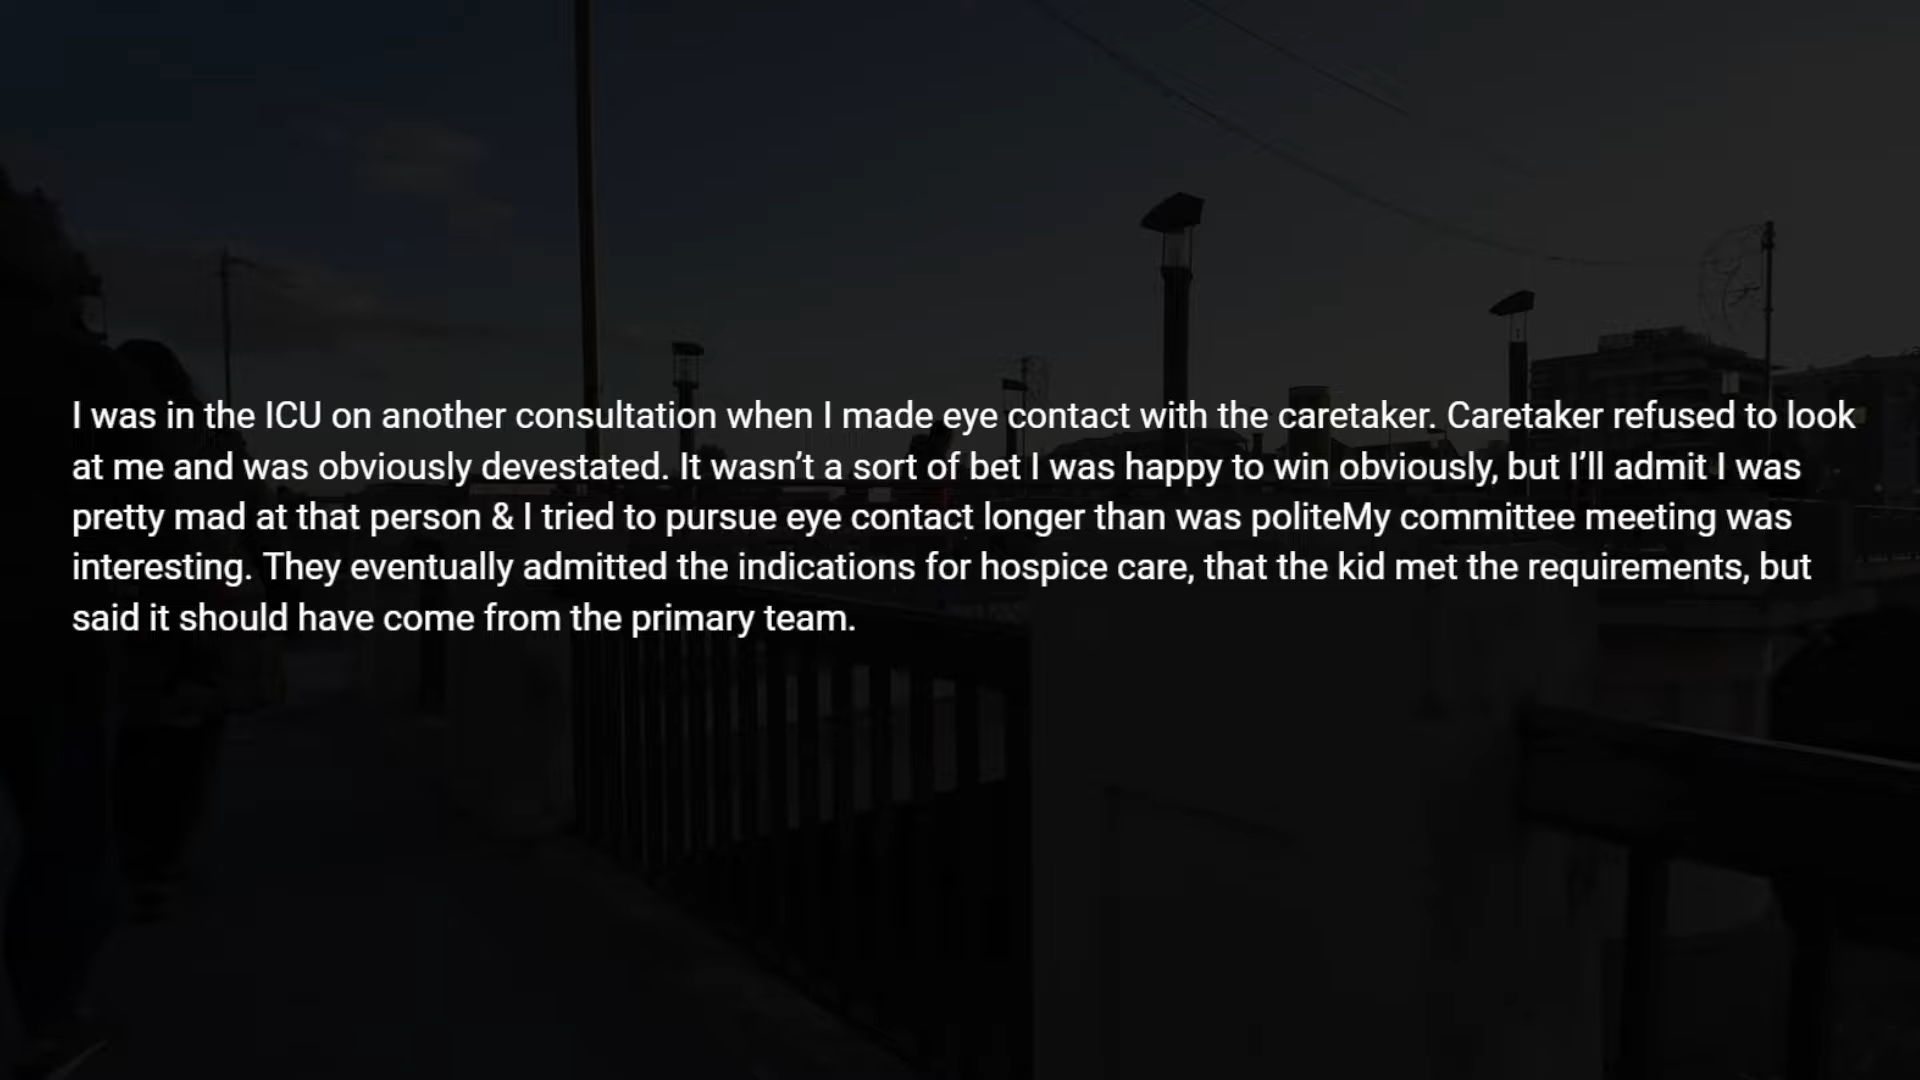 I was in the ICU on another consultation when I made eye contact with the caretaker. Caretaker refused to look
at me and was obviously devestated. It wasn’t a sort of bet I was happy to win obviously, but I’ll admit I was
pretty mad at that person & I tried to pursue eye contact longer than was politeMy committee meeting was
interesting. They eventually admitted the indications for hospice care, that the kid met the requirements, but
said it should have come from the primary team.